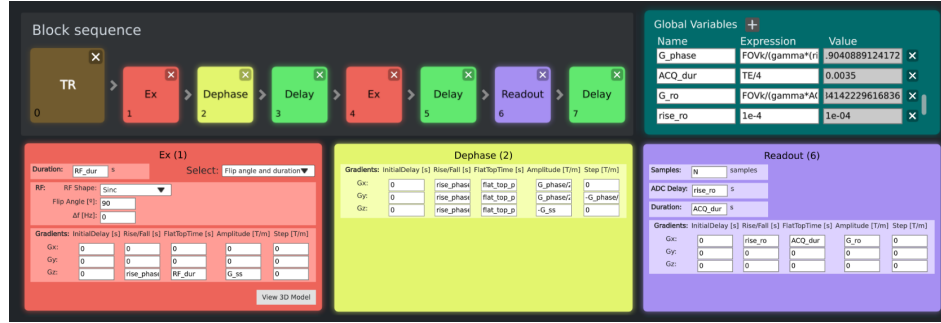 Block sequence
TR
0
Ex
1
Dephase
2
Delay
3
Ex
4
Delay
5
Readout
6
Delay
7
Global Variables +
Name Expression Value
G_phase FOVk/(gamma*(ri .9040889124172
ACQ_dur TE/4 0.0035
G_ro FOVk/(gamma*A 4142229616836
rise_ro 1e-4 1e-04
Ex (1)
Duration: RF_dur s Select: Flip angle and duration
RF: RF Shape: Sinc
Flip Angle [º]: 90
Δf [Hz]: 0
Gradients: InitialDelay [s] Rise/Fall [s] FlatTopTime [s] Amplitude [T/m] Step [T/m]
Gx: 0 0 0 0 0
Gy: 0 0 0 0 0
Gz: 0 rise_phase RF_dur G_ss 0
View 3D Model
Dephase (2)
Gradients: InitialDelay [s] Rise/Fall [s] FlatTopTime [s] Amplitude [T/m] Step [T/m]
Gx: 0 rise_phase flat_top_p G_phase/2 0
Gy: 0 rise_phase flat_top_p G_phase/2 -G_phase/
Gz: 0 rise_phase flat_top_p -G_ss 0
Readout (6)
Samples: N samples
ADC Delay: rise_ro s
Duration: ACQ_dur s
Gradients: InitialDelay [s] Rise/Fall [s] FlatTopTime [s] Amplitude [T/m] Step [T/m]
Gx: 0 rise_ro ACQ_dur G_ro 0
Gy: 0 0 0 0 0
Gz: 0 0 0 0 0